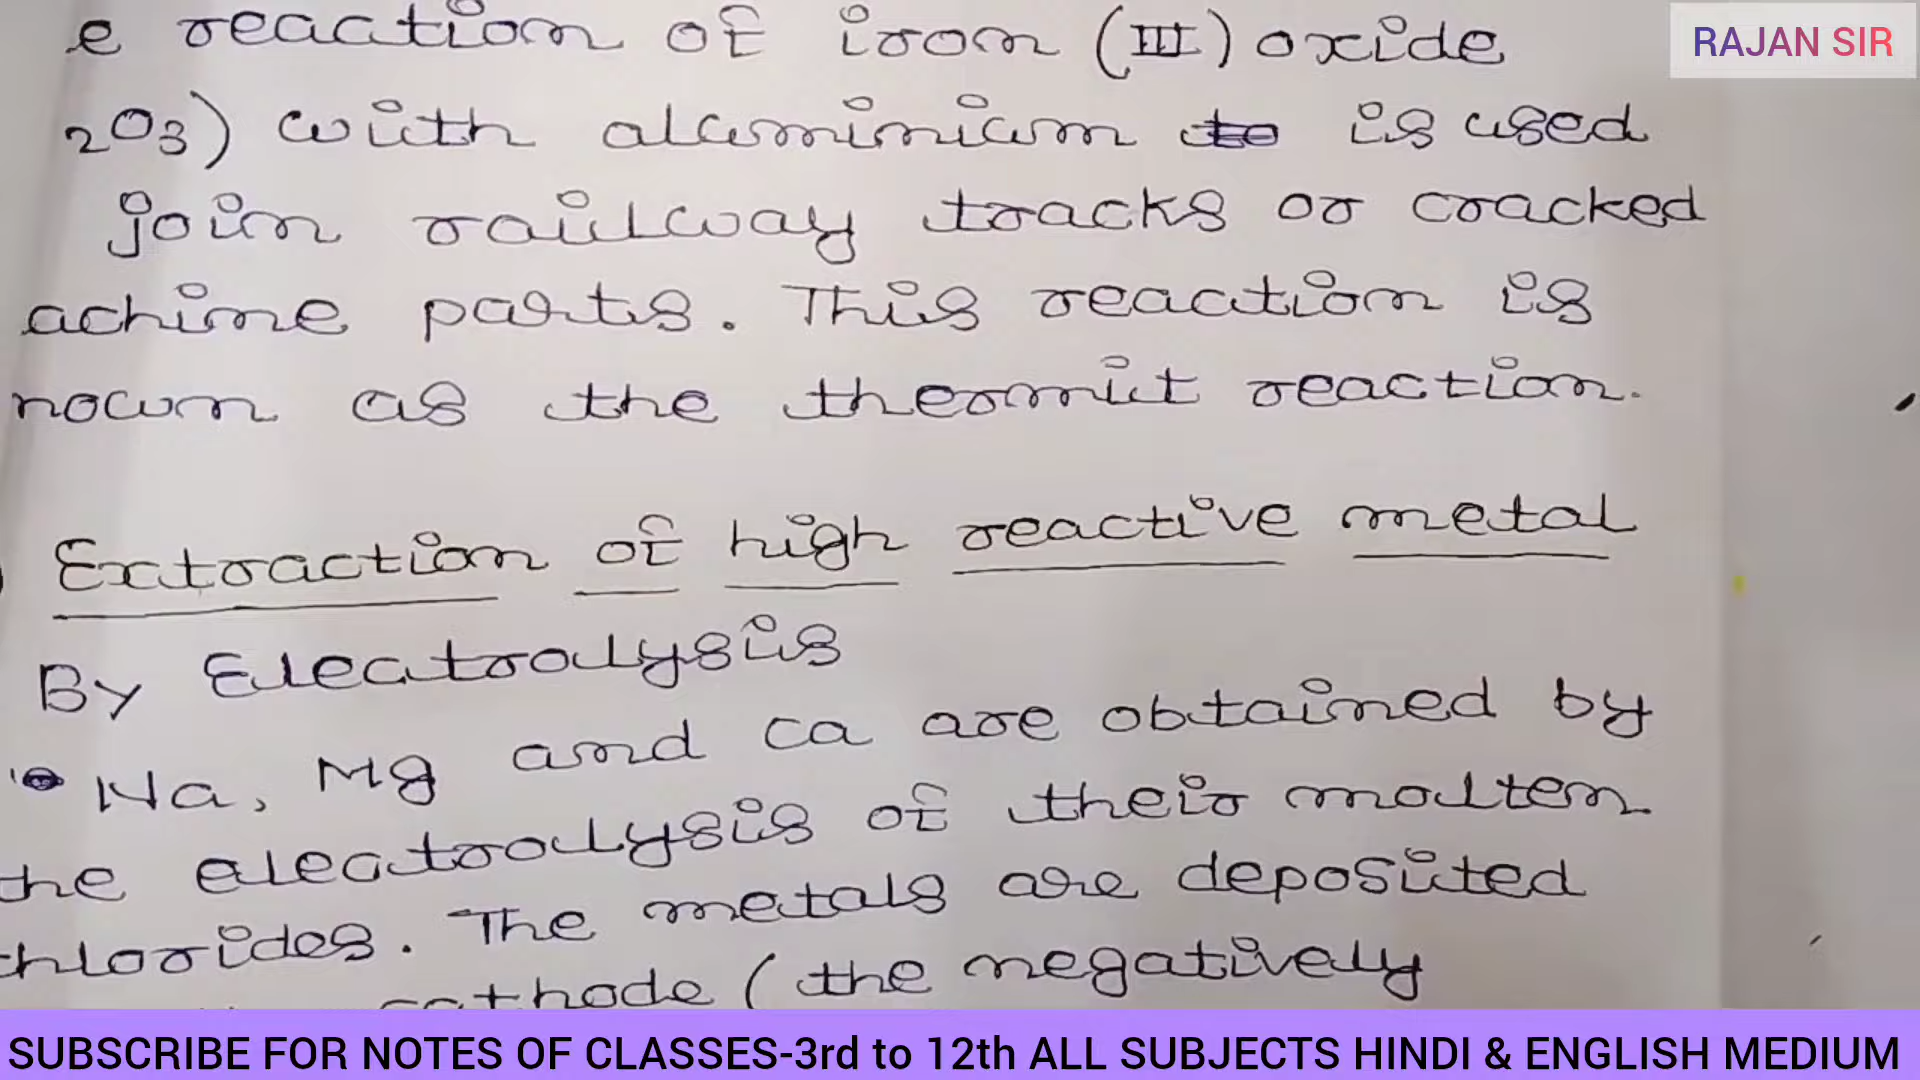 e reaction of iron (III) oxide
RAJAN SIR
2O3) with aluminium to is used
join railway tracks or cracked
achine parts. This reaction is
nown as the thermit reaction.
Extraction of high reactive metal
By Electrolysis
Na, Mg and Ca are obtained by
the electrolysis of their molten
chlorides. The metals are deposited
cathode (the negatively
SUBSCRIBE FOR NOTES OF CLASSES-3rd to 12th ALL SUBJECTS HINDI & ENGLISH MEDIUM